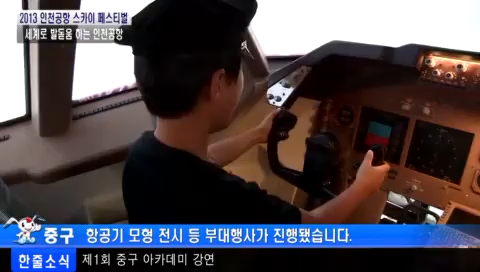 2013 인천공항 스카이 페스티벌
세계로 발돋움 하는 인천공항
중구 항공기 모형 전시 등 부대행사가 진행됐습니다.
한줄소식 제1회 중구 아카데미 강연